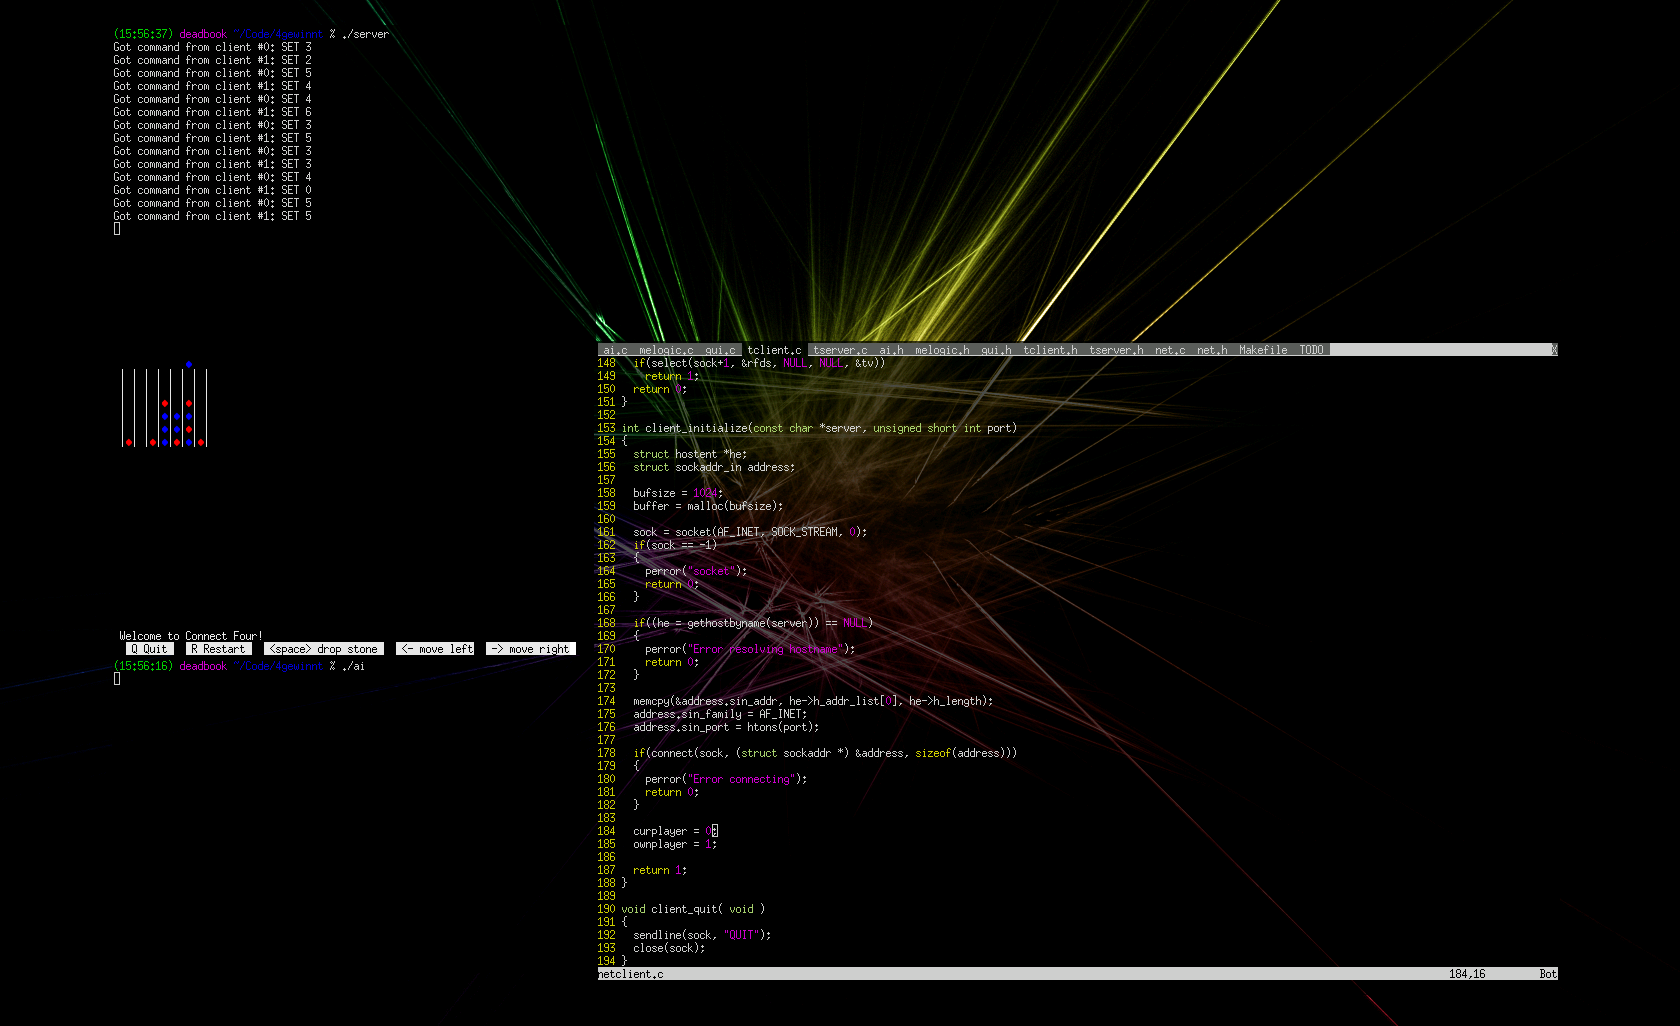 (15:56:37) deadbook ~/Code/4gewinnt % ./server
Got command from client #0: SET 3
Got command from client #1: SET 2
Got command from client #0: SET 5
Got command from client #1: SET 4
Got command from client #0: SET 4
Got command from client #1: SET 6
Got command from client #0: SET 3
Got command from client #1: SET 5
Got command from client #0: SET 3
Got command from client #1: SET 3
Got command from client #0: SET 4
Got command from client #1: SET 0
Got command from client #0: SET 5
Got command from client #1: SET 5
Welcome to Connect Four!
Q Quit R Restart <space> drop stone <- move left -> move right
(15:56:16) deadbook ~/Code/4gewinnt % ./ai
ai.c melogic.c gui.c tclient.c tserver.c ai.h melogic.h gui.h tclient.h tserver.h net.c net.h Makefile TODO X
148 if(select(sock+1, &rfds, NULL, NULL, &tv))
149 return 1;
150 return 0;
151 }
152
153 int client_initialize(const char *server, unsigned short int port)
154 {
155 struct hostent *he;
156 struct sockaddr_in address;
157
158 bufsize = 1024;
159 buffer = malloc(bufsize);
160
161 sock = socket(AF_INET, SOCK_STREAM, 0);
162 if(sock == -1)
163 {
164 perror("socket");
165 return 0;
166 }
167
168 if((he = gethostbyname(server)) == NULL)
169 {
170 perror("Error resolving hostname");
171 return 0;
172 }
173
174 memcpy(&address.sin_addr, he->h_addr_list[0], he->h_length);
175 address.sin_family = AF_INET;
176 address.sin_port = htons(port);
177
178 if(connect(sock, (struct sockaddr *) &address, sizeof(address)))
179 {
180 perror("Error connecting");
181 return 0;
182 }
183
184 curplayer = 0;
185 ownplayer = 1;
186
187 return 1;
188 }
189
190 void client_quit( void )
191 {
192 sendline(sock, "QUIT");
193 close(sock);
194 }
netclient.c 184,16 Bot